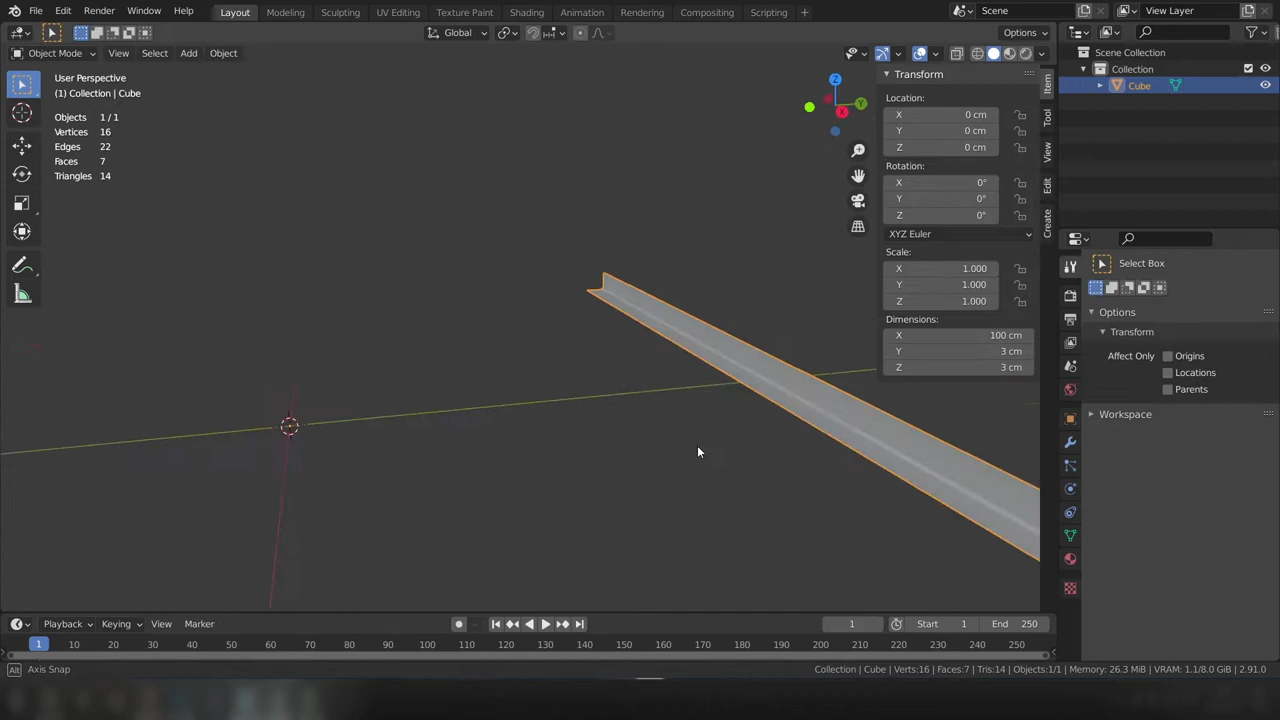 File Edit Render Window Help Layout Modeling Sculpting UV Editing Texture Paint Shading Animation Rendering Compositing Scripting + Scene View Layer
Global Options
Object Mode View Select Add Object
User Perspective
(1) Collection | Cube
Objects 1 / 1
Vertices 16
Edges 22
Faces 7
Triangles 14
Z
Y
X
Transform
Location:
X 0 cm
Y 0 cm
Z 0 cm
Rotation:
X 0°
Y 0°
Z 0°
XYZ Euler
Scale:
X 1.000
Y 1.000
Z 1.000
Dimensions:
X 100 cm
Y 3 cm
Z 3 cm
Item
Tool
View
Edit
Create
Scene Collection
Collection
Cube
Select Box
Options
Transform
Affect Only Origins
Locations
Parents
Workspace
Playback Keying View Marker 1 Start 1 End 250
1 10 20 30 40 50 60 70 80 90 100 110 120 130 140 150 160 170 180 190 200 210 220 230 240 250
Alt Axis Snap Collection | Cube | Verts:16 | Faces:7 | Tris:14 | Objects:1/1 | Memory: 26.3 MiB | VRAM: 1.1/8.0 GiB | 2.91.0